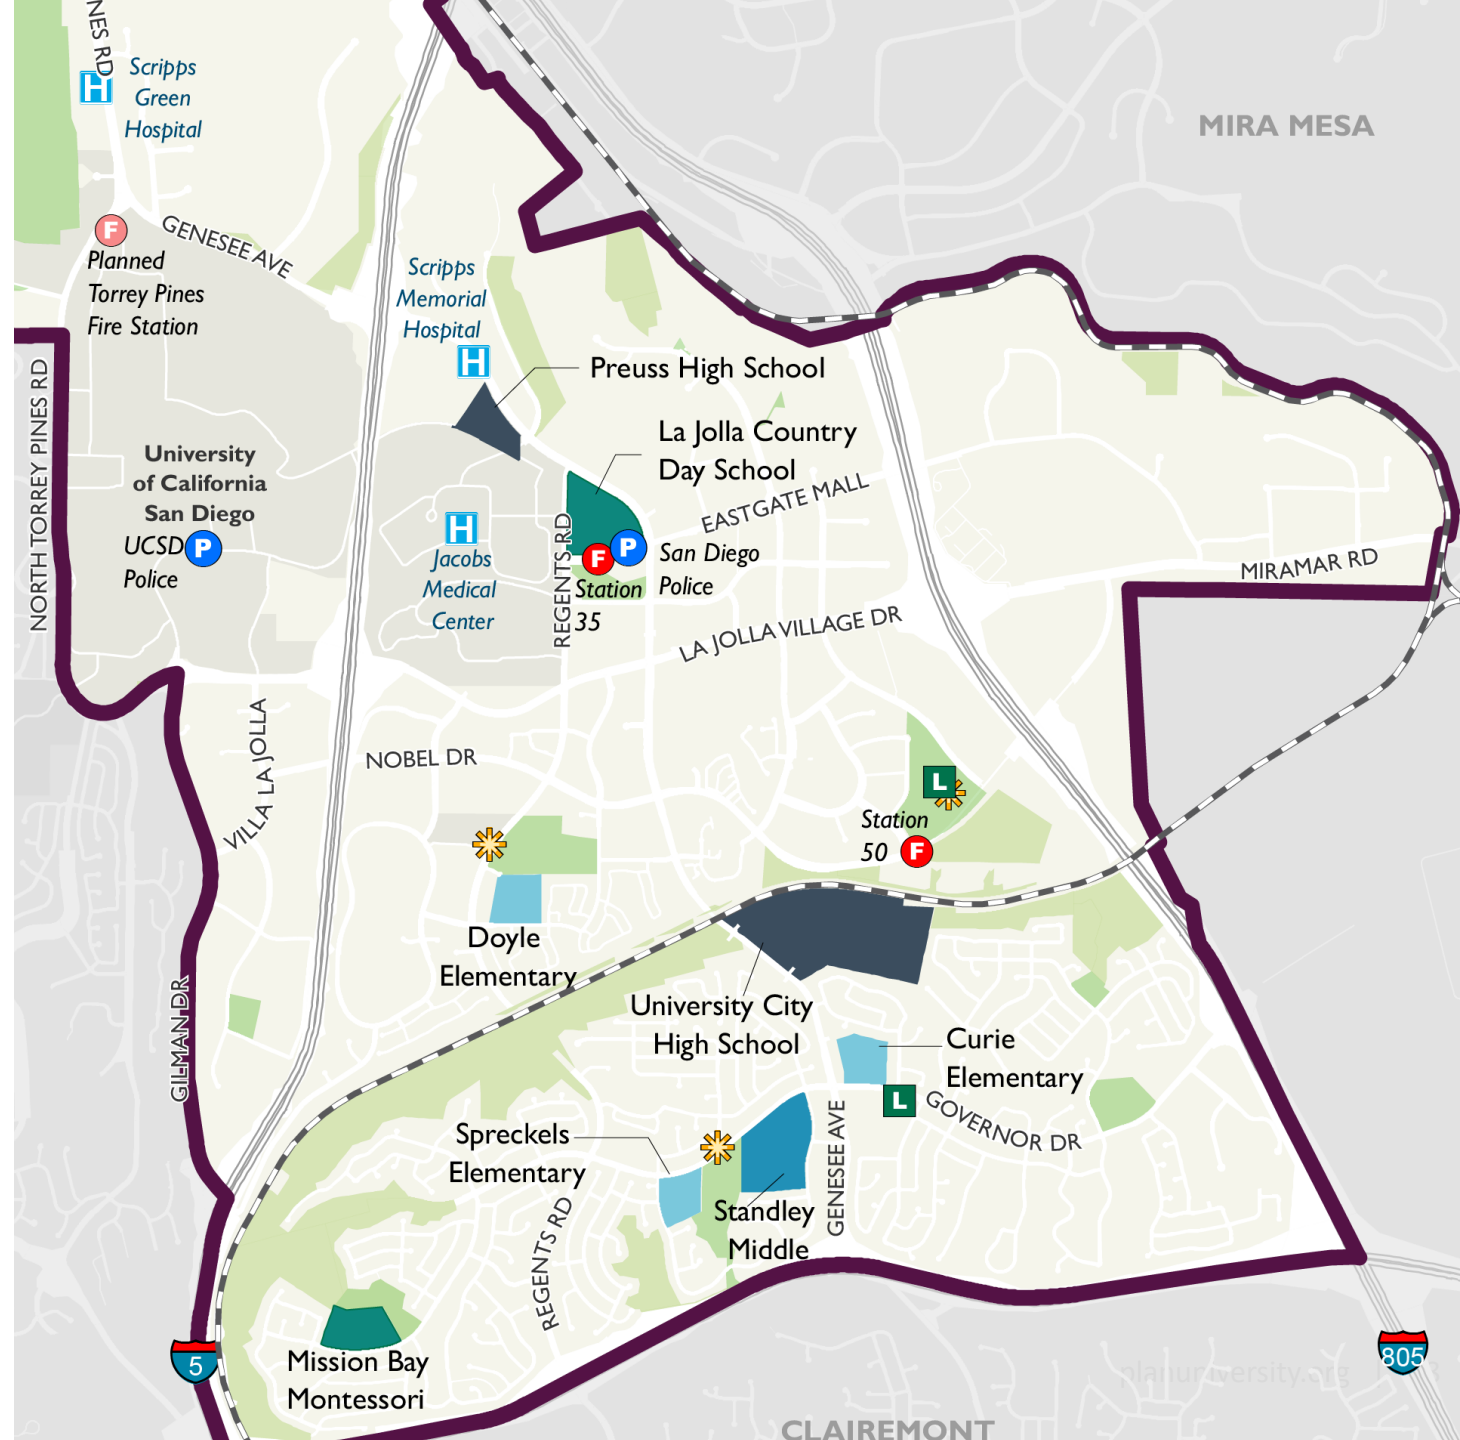 NES RD
H
Scripps
Green
Hospital
MIRA MESA
F
GENESEE AVE
Planned
Torrey Pines
Fire Station
Scripps
Memorial
Hospital
H
Preuss High School
NORTH TORREY PINES RD
University
of California
San Diego
UCSD
Police
P
La Jolla Country
Day School
EASTGATE MALL
H
Jacobs
Medical
Center
REGENTS RD
F
P
Station
35
San Diego
Police
MIRAMAR RD
LA JOLLA VILLAGE DR
VILLA LA JOLLA
NOBEL DR
L
Station
50
F
Doyle
Elementary
GILMAN DR
University City
High School
Curie
Elementary
L
GOVERNOR DR
GENESEE AVE
Spreckels
Elementary
Standley
Middle
REGENTS RD
5
Mission Bay
Montessori
805
planuniversity.org
CLAIREMONT